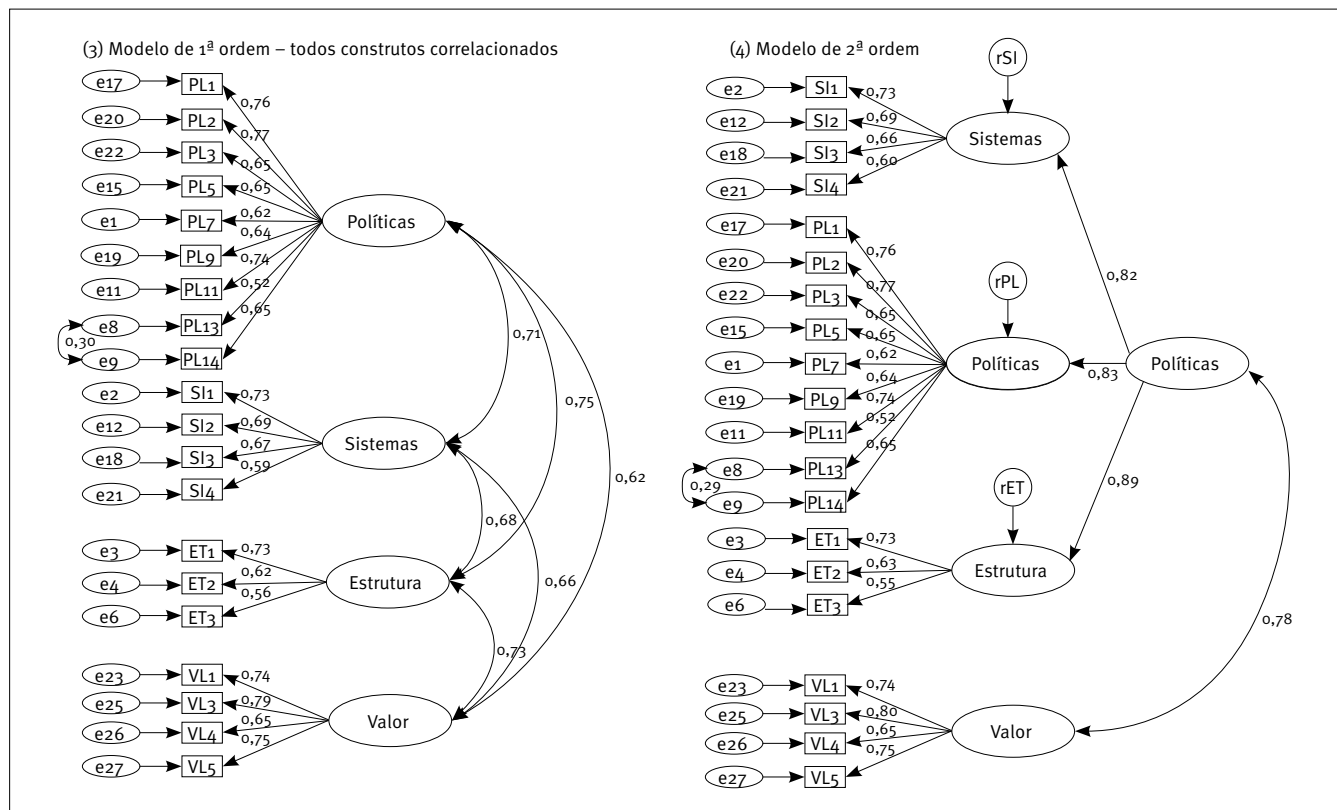 (3) Modelo de 1ª ordem – todos construtos correlacionados
e17 PL1 0,76
e20 PL2 0,77
e22 PL3 0,65
e15 PL5 0,65
e1 PL7 0,62
e19 PL9 0,64
e11 PL11 0,74
e8 PL13 0,52
0,30
e9 PL14 0,65
Políticas
e2 SI1 0,73
e12 SI2 0,69
e18 SI3 0,67
e21 SI4 0,59
Sistemas
e3 ET1 0,73
e4 ET2 0,62
e6 ET3 0,56
Estrutura
e23 VL1 0,74
e25 VL3 0,79
e26 VL4 0,65
e27 VL5 0,75
Valor
0,71
0,75
0,62
0,68
0,66
0,73
(4) Modelo de 2ª ordem
rSI
e2 SI1 0,73
e12 SI2 0,69
e18 SI3 0,66
e21 SI4 0,60
Sistemas
e17 PL1 0,76
e20 PL2 0,77
e22 PL3 0,65
e15 PL5 0,65
e1 PL7 0,62
e19 PL9 0,64
e11 PL11 0,74
e8 PL13 0,52
0,29
e9 PL14 0,65
rPL
Políticas
0,82
0,83
Políticas
0,89
rET
e3 ET1 0,73
e4 ET2 0,63
e6 ET3 0,55
Estrutura
0,78
e23 VL1 0,74
e25 VL3 0,80
e26 VL4 0,65
e27 VL5 0,75
Valor